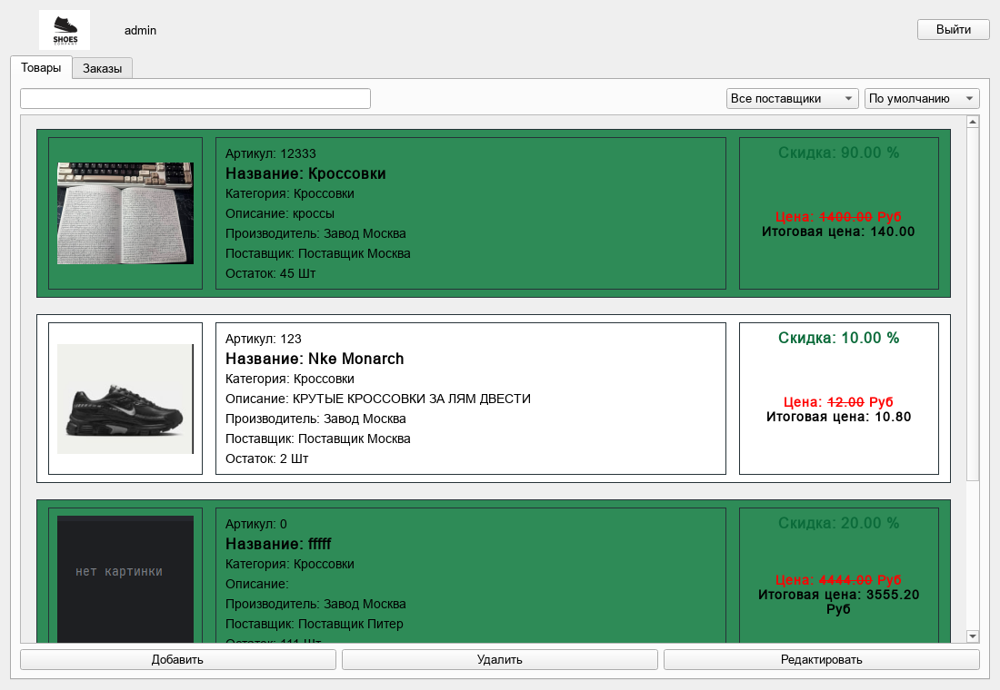 SHOES
COMPANY
admin
Выйти
Товары
Заказы
Все поставщики
По умолчанию
Артикул: 12333
Название: Кроссовки
Категория: Кроссовки
Описание: кроссы
Производитель: Завод Москва
Поставщик: Поставщик Москва
Остаток: 45 Шт
Скидка: 90.00 %
Цена: 1400.00 Руб
Итоговая цена: 140.00
Артикул: 123
Название: Nke Monarch
Категория: Кроссовки
Описание: КРУТЫЕ КРОССОВКИ ЗА ЛЯМ ДВЕСТИ
Производитель: Завод Москва
Поставщик: Поставщик Москва
Остаток: 2 Шт
Скидка: 10.00 %
Цена: 12.00 Руб
Итоговая цена: 10.80
нет картинки
Артикул: 0
Название: fffff
Категория: Кроссовки
Описание:
Производитель: Завод Москва
Поставщик: Поставщик Питер
Остаток: 111 Шт
Скидка: 20.00 %
Цена: 4444.00 Руб
Итоговая цена: 3555.20
Руб
Добавить
Удалить
Редактировать